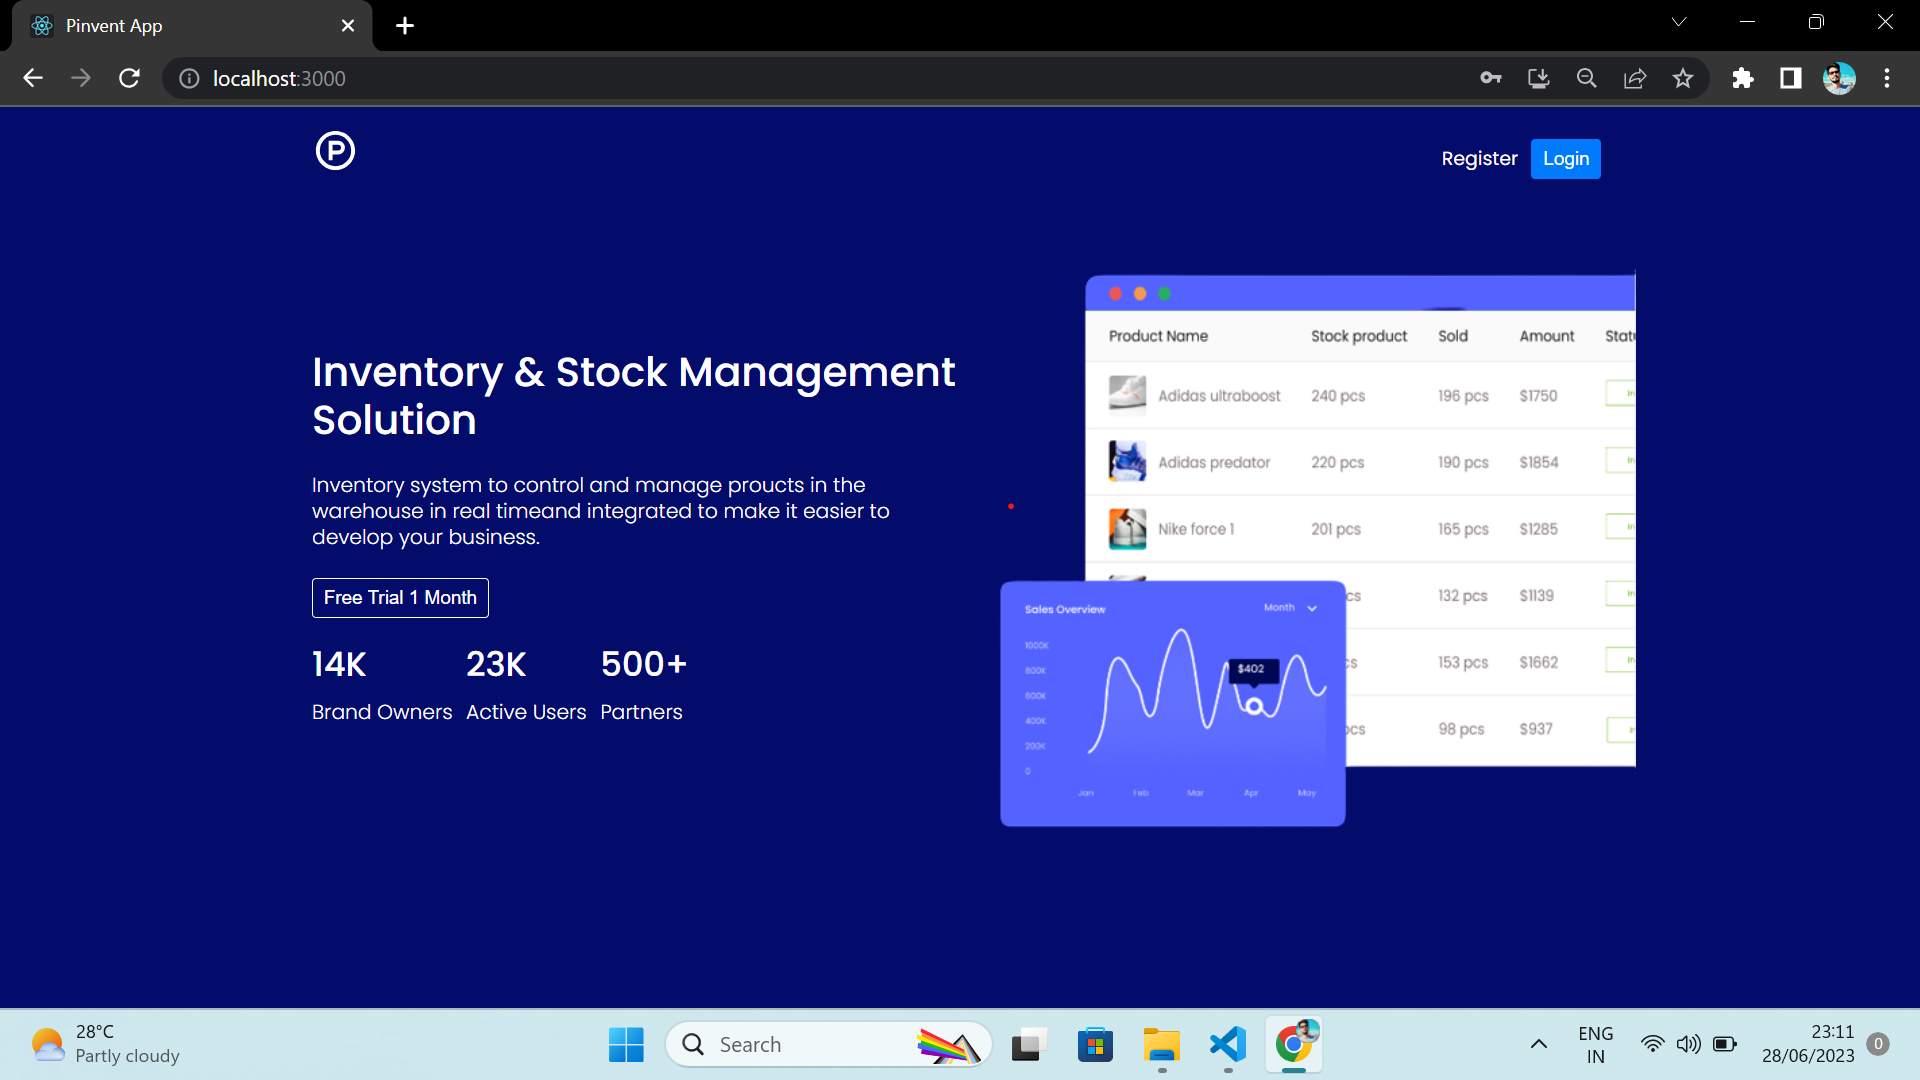 Pinvent App
localhost:3000
P
Register
Login
Inventory & Stock Management
Solution
Inventory system to control and manage proucts in the
warehouse in real timeand integrated to make it easier to
develop your business.
Free Trial 1 Month
14K 23K 500+
Brand Owners Active Users Partners
Product Name Stock product Sold Amount
Adidas ultraboost 240 pcs 196 pcs $1750
Adidas predator 220 pcs 190 pcs $1854
Nike force 1 201 pcs 165 pcs $1285
132 pcs $1139
153 pcs $1662
98 pcs $937
Sales Overview Month
1000K
800K
600K
400K
200K
0
$402
Jan Feb Mar Apr May
28°C
Partly cloudy
Search
ENG
IN
23:11
28/06/2023
0